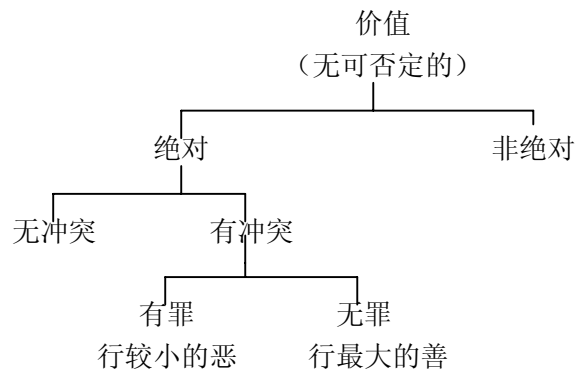 价值
（无可否定的）
绝对 非绝对
无冲突 有冲突
有罪 无罪
行较小的恶 行最大的善